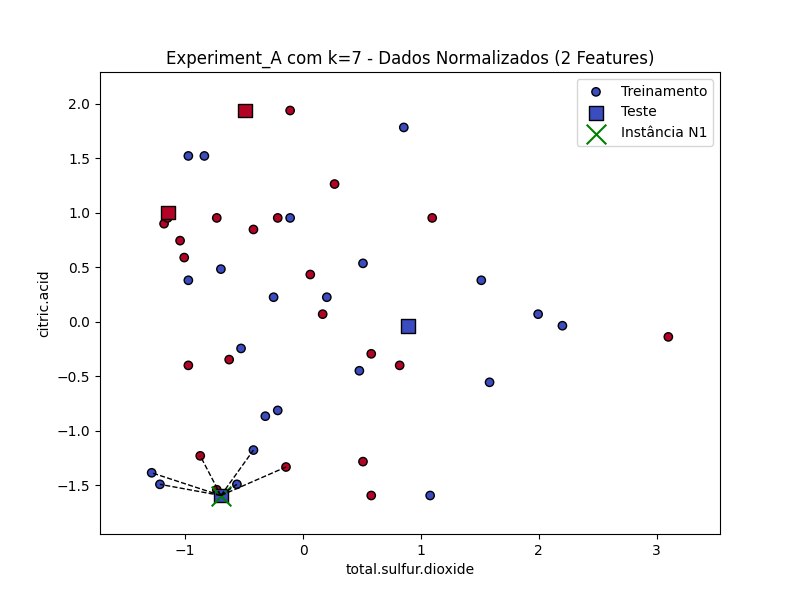 Experiment_A com k=7 - Dados Normalizados (2 Features)
Treinamento
Teste
Instância N1
2.0
1.5
1.0
0.5
0.0
−0.5
−1.0
−1.5
citric.acid
−1
0
1
2
3
total.sulfur.dioxide